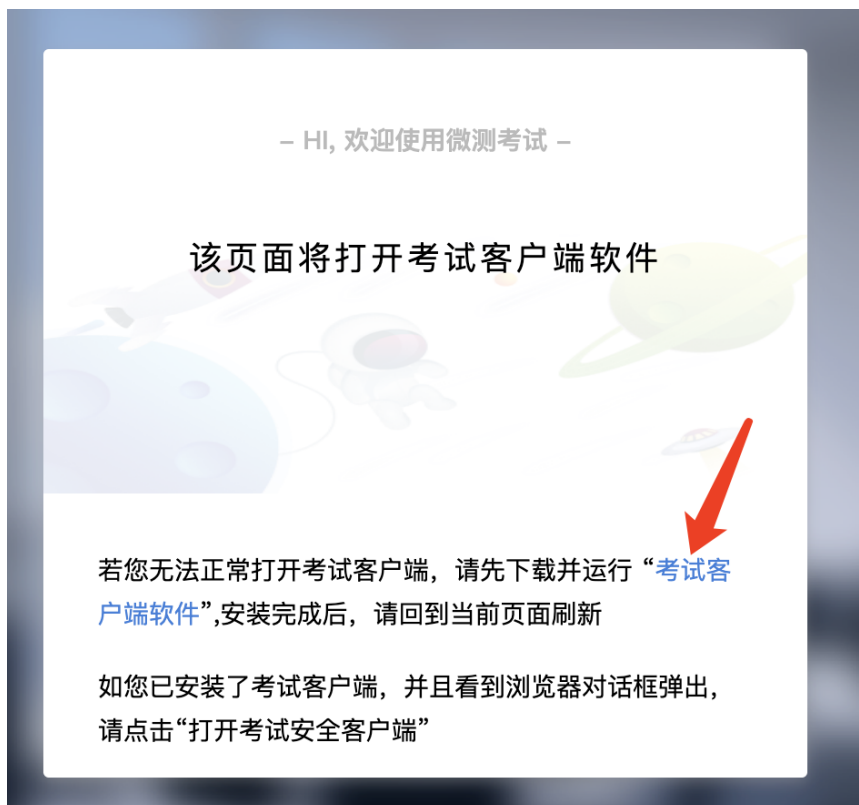 – HI, 欢迎使用微测考试 –
该页面将打开考试客户端软件
若您无法正常打开考试客户端，请先下载并运行 “考试客
户端软件”,安装完成后，请回到当前页面刷新
如您已安装了考试客户端，并且看到浏览器对话框弹出，
请点击“打开考试安全客户端”